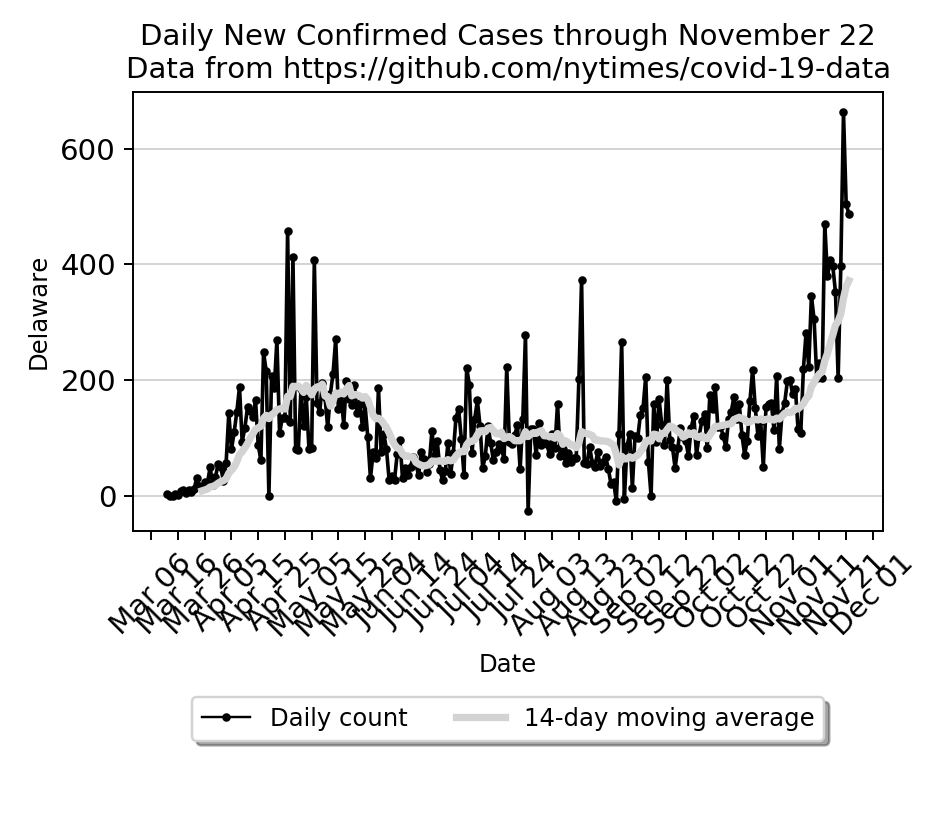 Daily New Confirmed Cases through November 22
Data from https://github.com/nytimes/covid-19-data
600
400
200
0
Delaware
Mar 06
Mar 16
Mar 26
Apr 05
Apr 15
Apr 25
May 05
May 15
May 25
Jun 04
Jun 14
Jun 24
Jul 04
Jul 14
Jul 24
Aug 03
Aug 13
Aug 23
Sep 02
Sep 12
Sep 22
Oct 02
Oct 12
Oct 22
Nov 01
Nov 11
Nov 21
Dec 01
Date
Daily count
14-day moving average